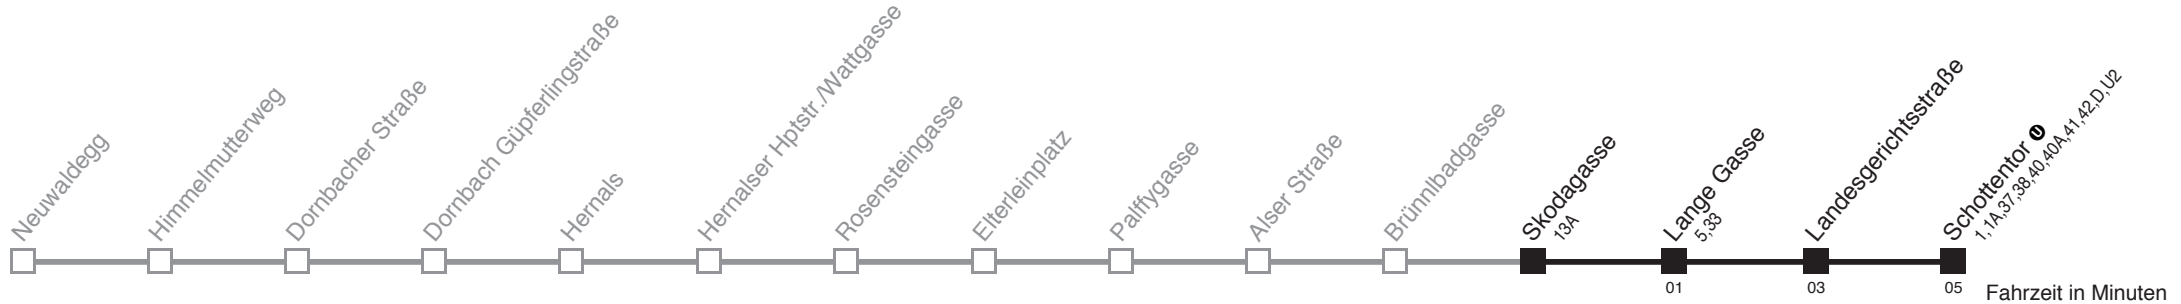 Neuwaldegg
Himmelmutterweg
Dornbacher Straße
Dornbach Güpferlingstraße
Hernals
Hernalser Hptstr./Wattgasse
Rosensteingasse
Elterleinplatz
Palffygasse
Alser Straße
Brünnlbadgasse
Skodagasse
13A
Lange Gasse
5,33
Landesgerichtsstraße
Schottentor U
1,1A,37,38,40,40A,41,42,D,U2
01
03
05
Fahrzeit in Minuten